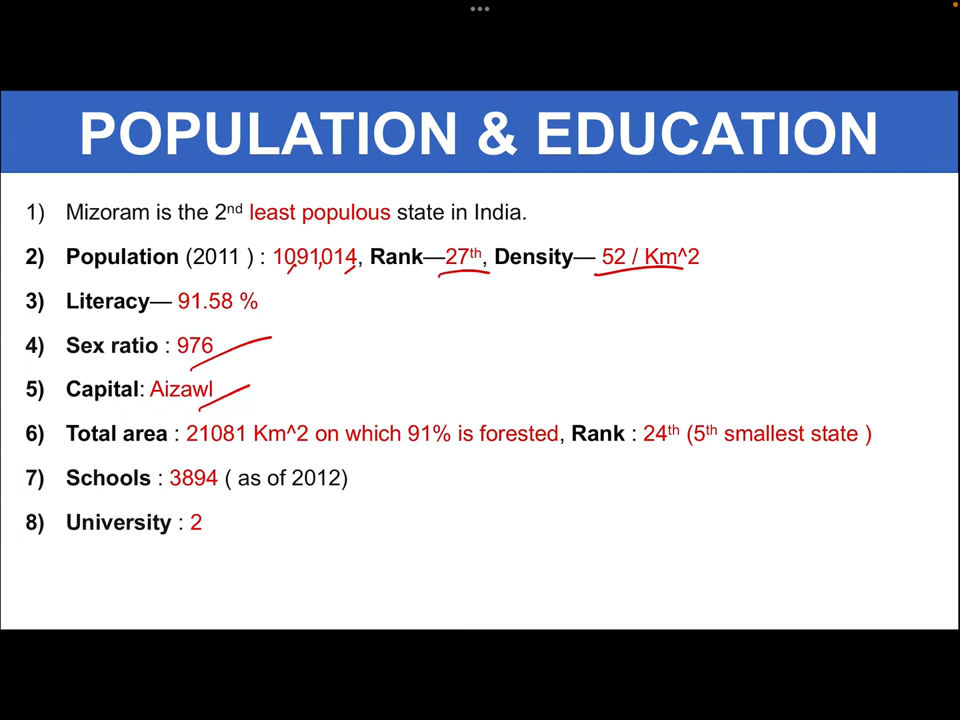 POPULATION & EDUCATION
1) Mizoram is the 2nd least populous state in India.
2) Population (2011 ) : 1091014, Rank—27th, Density— 52 / Km^2
3) Literacy— 91.58 %
4) Sex ratio : 976
5) Capital: Aizawl
6) Total area : 21081 Km^2 on which 91% is forested, Rank : 24th (5th smallest state )
7) Schools : 3894 ( as of 2012)
8) University : 2